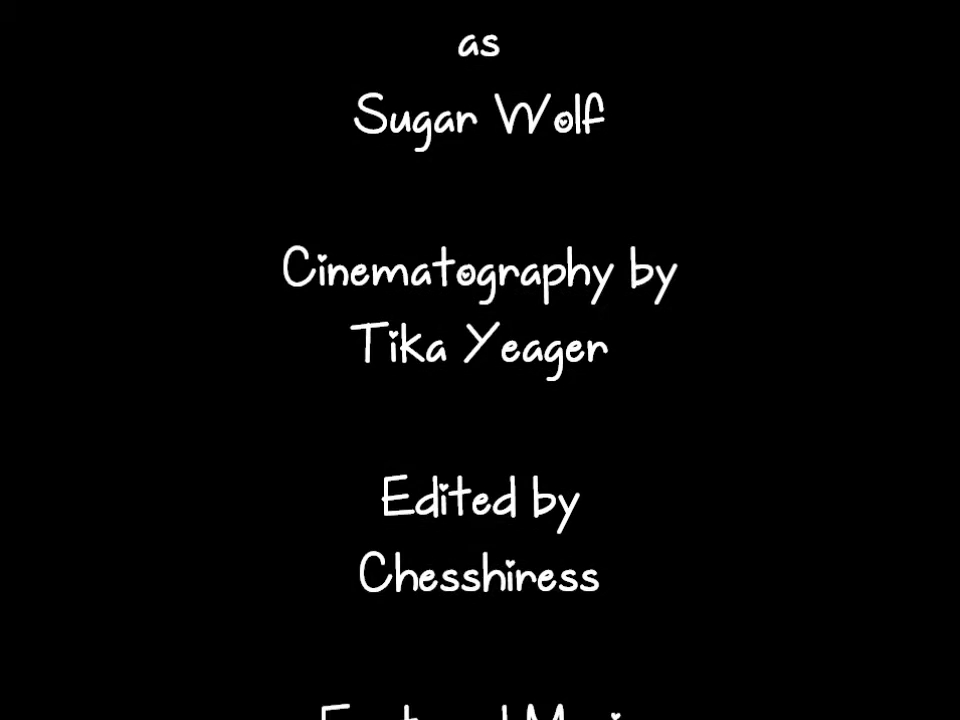 as
Sugar Wolf
Cinematography by
Tika Yeager
Edited by
Chesshiress